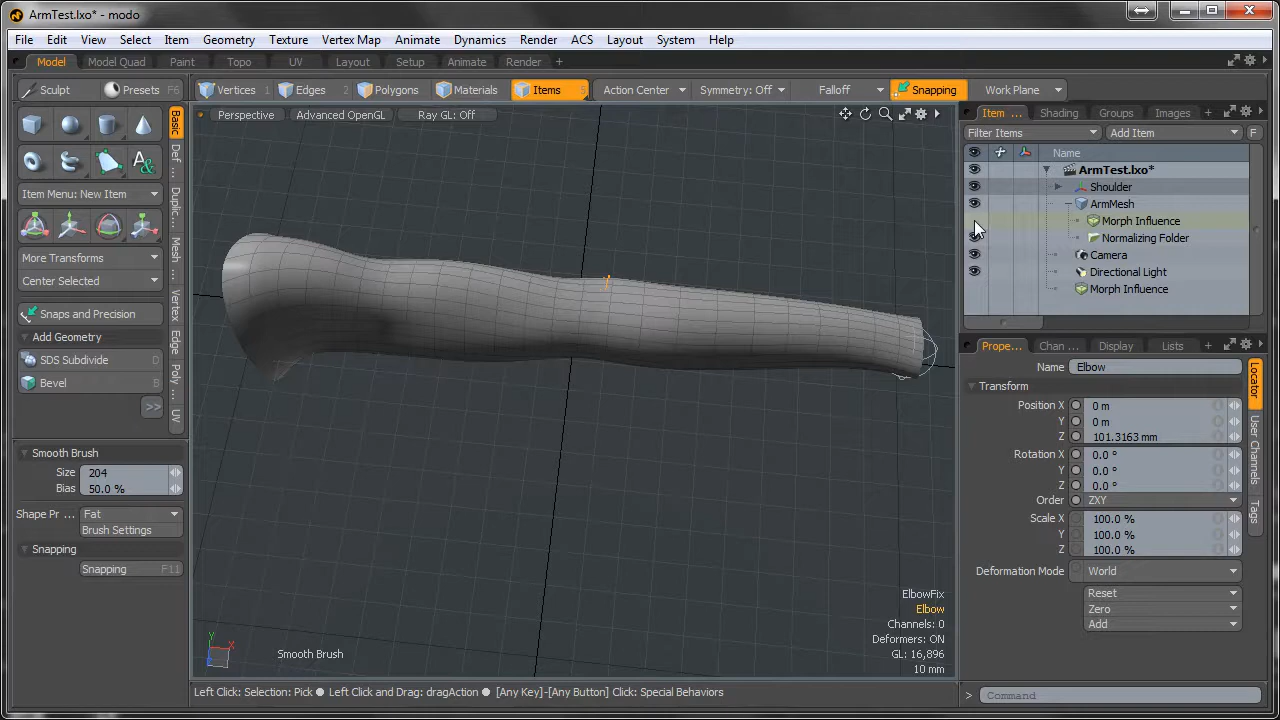 ArmTest.lxo* - modo
File Edit View Select Item Geometry Texture Vertex Map Animate Dynamics Render ACS Layout System Help
Model Model Quad Paint Topo UV Layout Setup Animate Render +
Sculpt Presets F6 Vertices 1 Edges 2 Polygons Materials Items 5 Action Center Symmetry: Off Falloff Snapping Work Plane
Perspective Advanced OpenGL Ray GL: Off
Item ... Shading Groups Images +
Filter Items Add Item F
Name
ArmTest.lxo*
Shoulder
ArmMesh
Morph Influence
Normalizing Folder
Camera
Directional Light
Morph Influence
Basic
Def ...
Duplic...
Mesh ...
Vertex
Edge
Poly ...
UV
Item Menu: New Item
More Transforms
Center Selected
Snaps and Precision
Add Geometry
SDS Subdivide D
Bevel B
>>
Smooth Brush
Size 204
Bias 50.0 %
Shape Pr ... Fat
Brush Settings
Snapping
Snapping F11
Prope... Chan ... Display Lists +
Name Elbow
Transform
Position X 0 m
Y 0 m
Z 101.3163 mm
Rotation X 0.0 °
Y 0.0 °
Z 0.0 °
Order ZXY
Scale X 100.0 %
Y 100.0 %
Z 100.0 %
Deformation Mode World
Reset
Zero
Add
Locator
User Channels
Tags
ElbowFix
Elbow
Channels: 0
Deformers: ON
GL: 16,896
10 mm
Y
X
Smooth Brush
Left Click: Selection: Pick ● Left Click and Drag: dragAction ● [Any Key]-[Any Button] Click: Special Behaviors
> Command